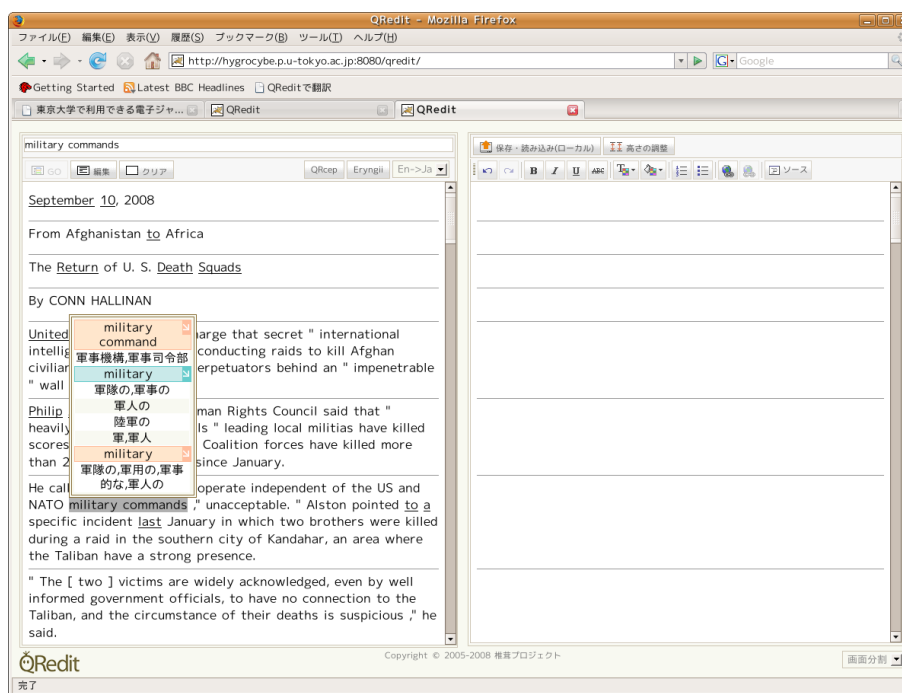 QRedit - Mozilla Firefox
ファイル(F) 編集(E) 表示(V) 履歴(S) ブックマーク(B) ツール(T) ヘルプ(H)
http://hygrocybe.p.u-tokyo.ac.jp:8080/qredit/
G Google
Getting Started Latest BBC Headlines QReditで翻訳
東京大学で利用できる電子ジャ... QRedit QRedit
military commands
GO 編集 クリア QRcep Eryngii En->Ja
保存・読み込み(ローカル) 高さの調整
B I U ABC ソース
September 10, 2008
From Afghanistan to Africa
The Return of U. S. Death Squads
By CONN HALLINAN
United arge that secret " international
intellig conducting raids to kill Afghan
civilian erpetuators behind an " impenetrable
" wall
Philip man Rights Council said that "
heavily ls " leading local militias have killed
scores Coalition forces have killed more
than 2 since January.
He call operate independent of the US and
NATO military commands ," unacceptable. " Alston pointed to a
specific incident last January in which two brothers were killed
during a raid in the southern city of Kandahar, an area where
the Taliban have a strong presence.
" The [ two ] victims are widely acknowledged, even by well
informed government officials, to have no connection to the
Taliban, and the circumstance of their deaths is suspicious ," he
said.
military
command
軍事機構,軍事司令部
military
軍隊の,軍事の
軍人の
陸軍の
軍,軍人
military
軍隊の,軍用の,軍事
的な,軍人の
QRedit
Copyright © 2005-2008 椎茸プロジェクト
画面分割
完了